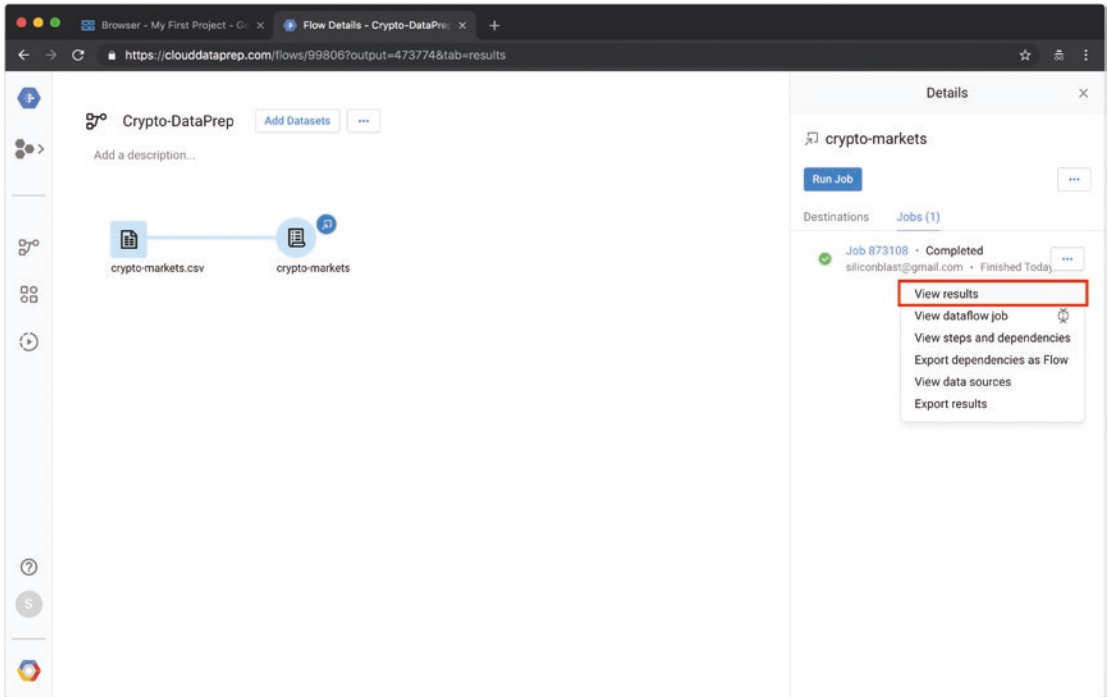 Browser - My First Project - Go
Flow Details - Crypto-DataPrep
https://clouddataprep.com/flows/99806?output=473774&tab=results
Crypto-DataPrep
Add Datasets
Add a description...
crypto-markets.csv
crypto-markets
S
Details
crypto-markets
Run Job
Destinations
Jobs (1)
Job 873108 • Completed
siliconblast@gmail.com • Finished Today
View results
View dataflow job
View steps and dependencies
Export dependencies as Flow
View data sources
Export results